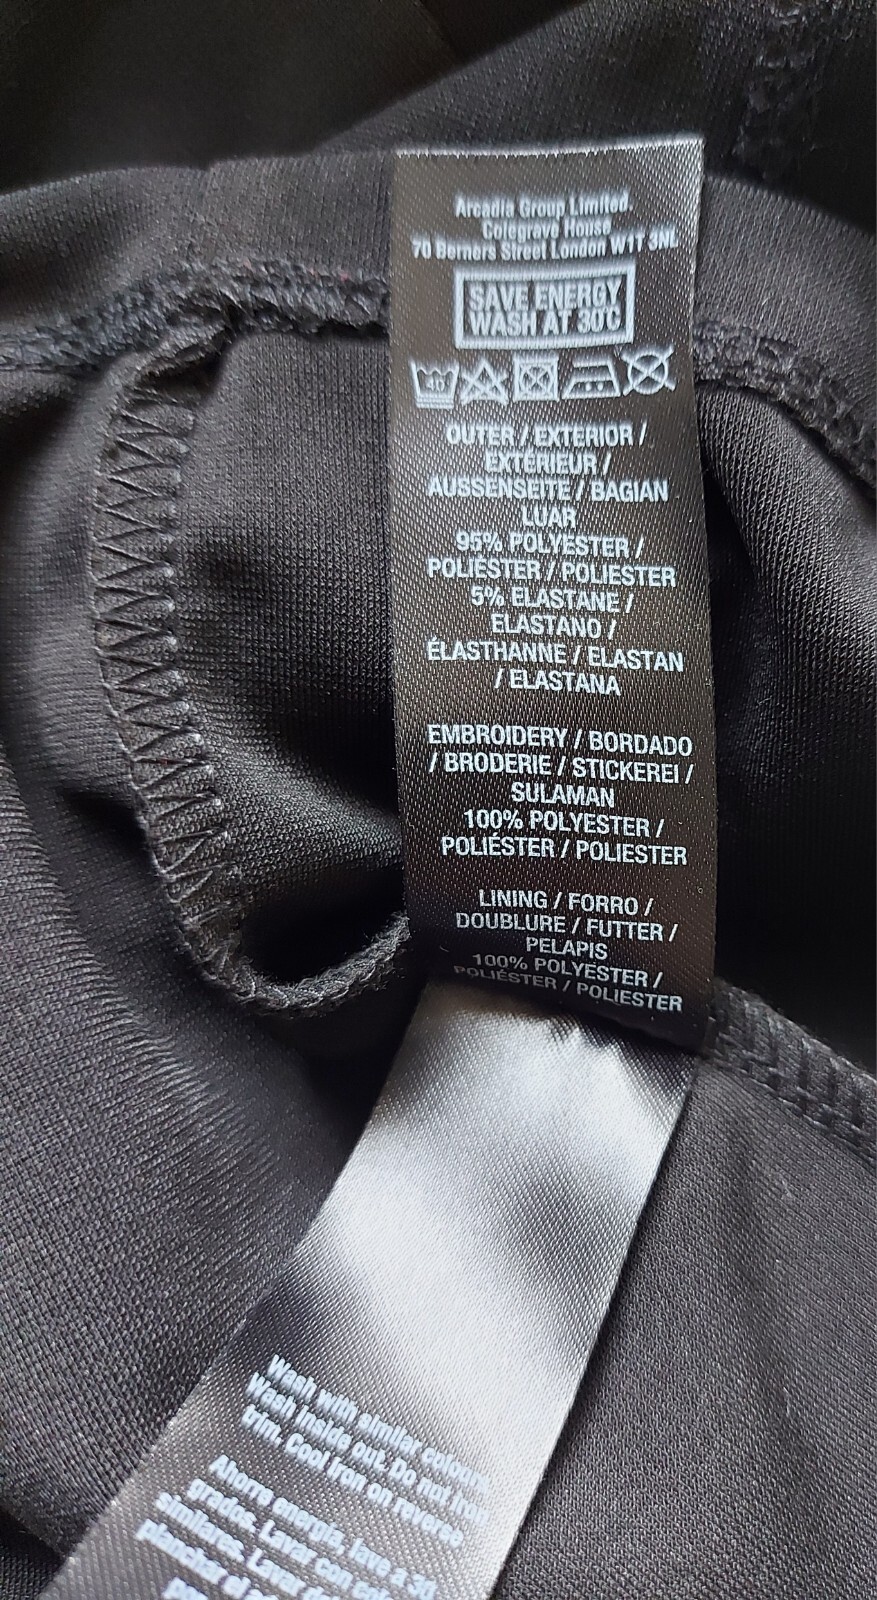 Arcadia Group Limited.
Colegrave House
70 Berners Street London W1T 3NL
SAVE ENERGY
WASH AT 30°C
40
OUTER / EXTERIOR /
EXTÉRIEUR /
AUSSENSEITE / BAGIAN
LUAR
95% POLYESTER /
POLIÉSTER / POLIESTER
5% ELASTANE /
ELASTANO /
ÉLASTHANNE / ELASTAN
/ ELASTANA
EMBROIDERY / BORDADO
/ BRODERIE / STICKEREI /
SULAMAN
100% POLYESTER /
POLIÉSTER / POLIESTER
LINING / FORRO /
DOUBLURE / FUTTER /
PELAPIS
100% POLYESTER /
POLIÉSTER / POLIESTER
Wash with similar colours
Wash inside out. Do not iron
trim. Cool iron on reverse
Ahorre energía, lave a 30
grados. Lavar con
similares. Lavar
planchar el